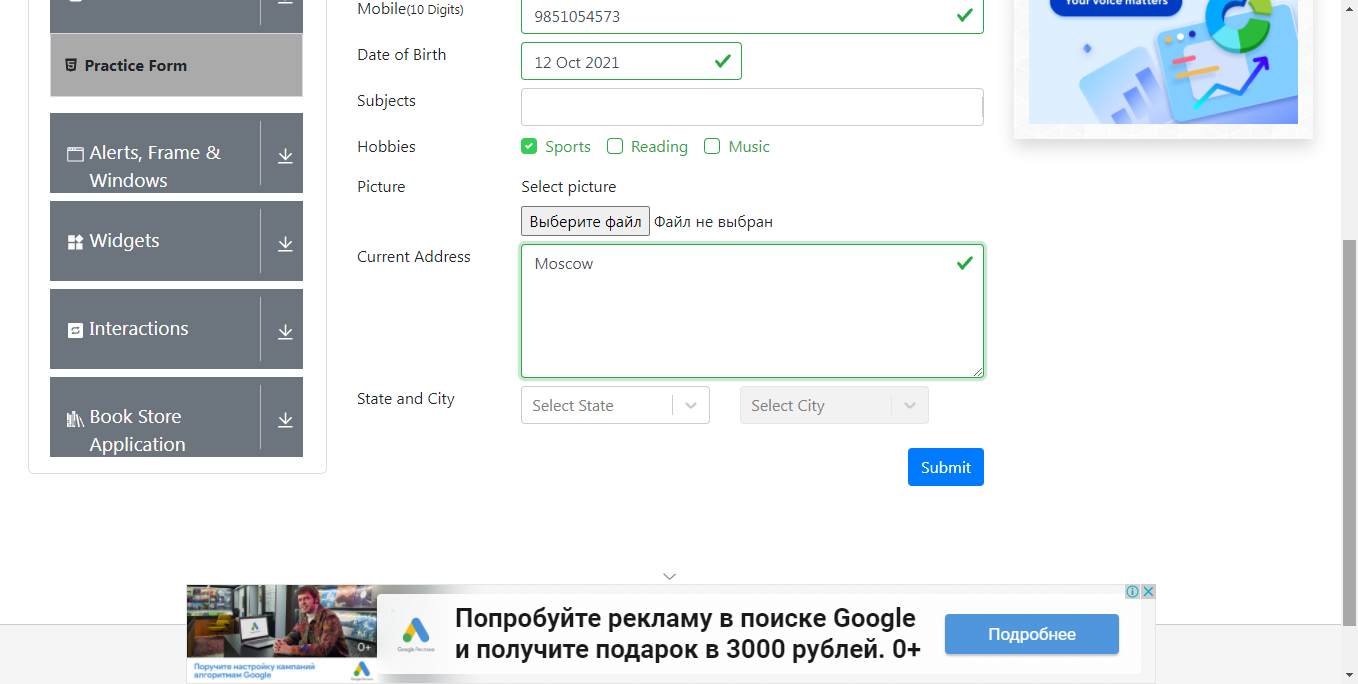 Your voice matters
Mobile(10 Digits)
9851054573
Practice Form
Date of Birth
12 Oct 2021
Subjects
Hobbies
Sports
Reading
Music
Alerts, Frame &
Windows
Picture
Select picture
Выберите файл Файл не выбран
Widgets
Current Address
Moscow
Interactions
Book Store
Application
State and City
Select State
Select City
Submit
Попробуйте рекламу в поиске Google
и получите подарок в 3000 рублей. 0+
Подробнее
Google Реклама
0+
Поручите настройку кампаний
алгоритмам Google